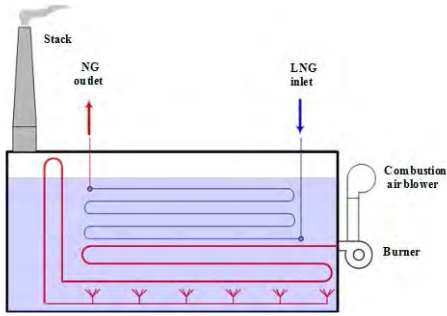 Stack
NG
outlet
LNG
inlet
Combustion
air blower
Burner